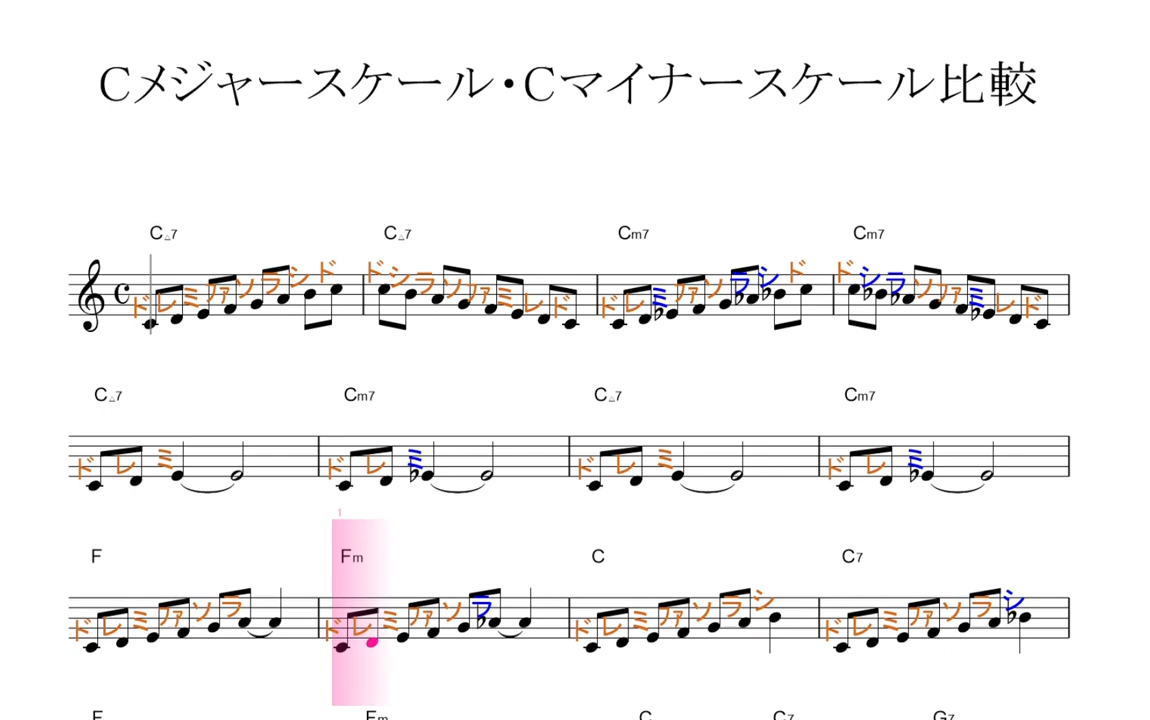 Cメジャースケール・Cマイナースケール比較
C△7 C△7 Cm7 Cm7
ドレミファソラシド ドシラソファミレド ドレミファソラシド ドシラソファミレド
C△7 Cm7 C△7 Cm7
ドレミ ドレミ ドレミ ドレミ
1
F Fm C C7
ドレミファソラ ドレミファソラ ドレミファソラシ ドレミファソラシ
F Fm C C7 G7